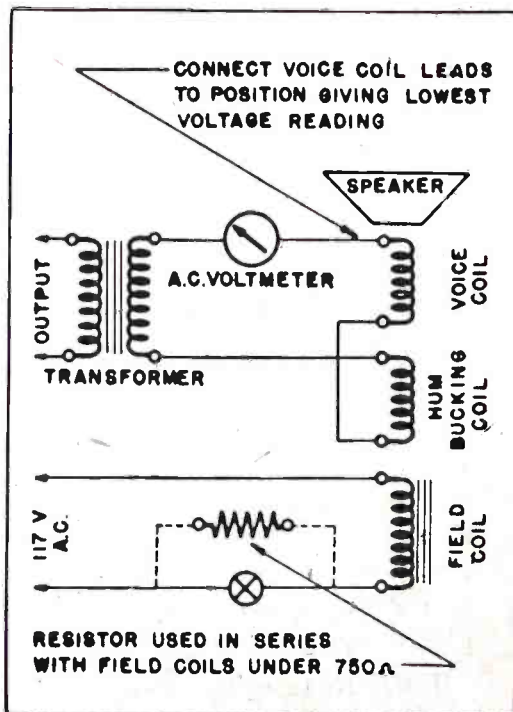 CONNECT VOICE COIL LEADS
TO POSITION GIVING LOWEST
VOLTAGE READING
SPEAKER
A.C. VOLTMETER
VOICE
COIL
OUTPUT
TRANSFORMER
HUM
BUCKING
COIL
117 V
A.C.
FIELD
COIL
RESISTOR USED IN SERIES
WITH FIELD COILS UNDER 750Ω